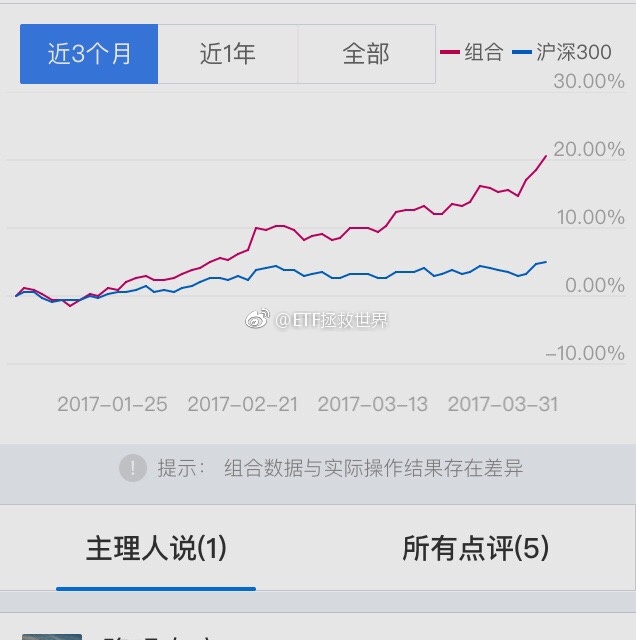 近3个月 近1年 全部 组合 沪深300
30.00%
20.00%
10.00%
0.00%
@ETF拯救世界
-10.00%
2017-01-25 2017-02-21 2017-03-13 2017-03-31
! 提示： 组合数据与实际操作结果存在差异
主理人说(1) 所有点评(5)